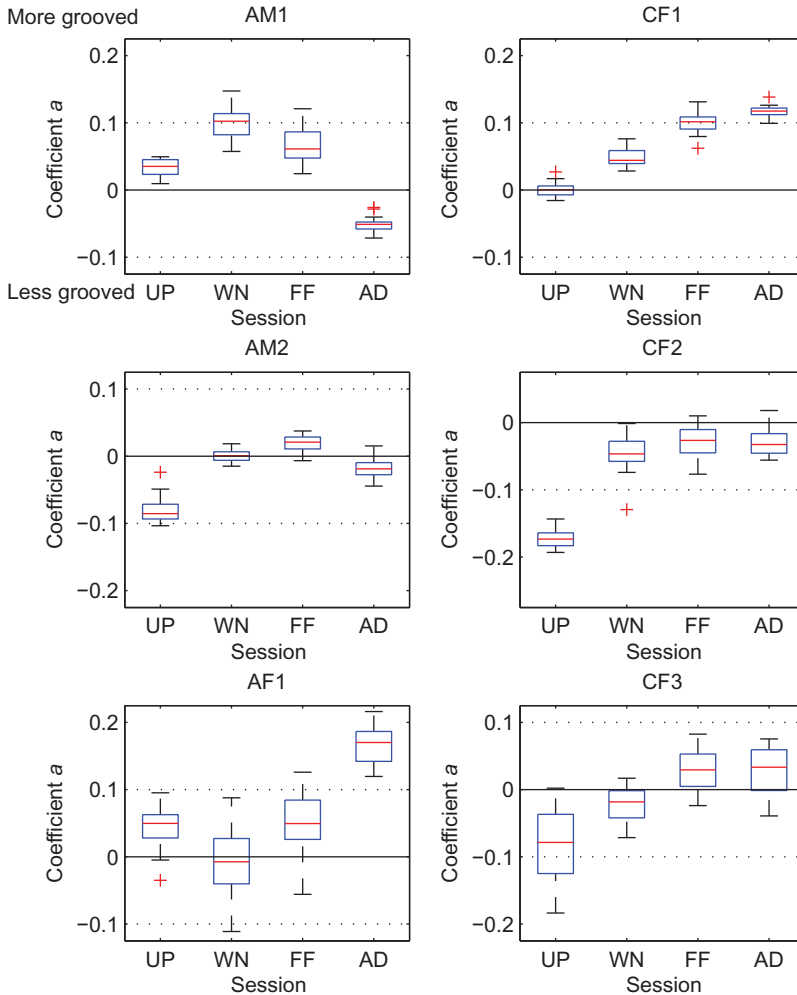 More grooved
AM1
Coefficient a
0.2
0.1
0
−0.1
Less grooved
UP WN FF AD
Session
CF1
Coefficient a
0.2
0.1
0
−0.1
UP WN FF AD
Session
AM2
Coefficient a
0.1
0
−0.1
−0.2
UP WN FF AD
Session
CF2
Coefficient a
0
−0.1
−0.2
UP WN FF AD
Session
AF1
Coefficient a
0.2
0.1
0
−0.1
UP WN FF AD
Session
CF3
Coefficient a
0.1
0
−0.1
−0.2
UP WN FF AD
Session